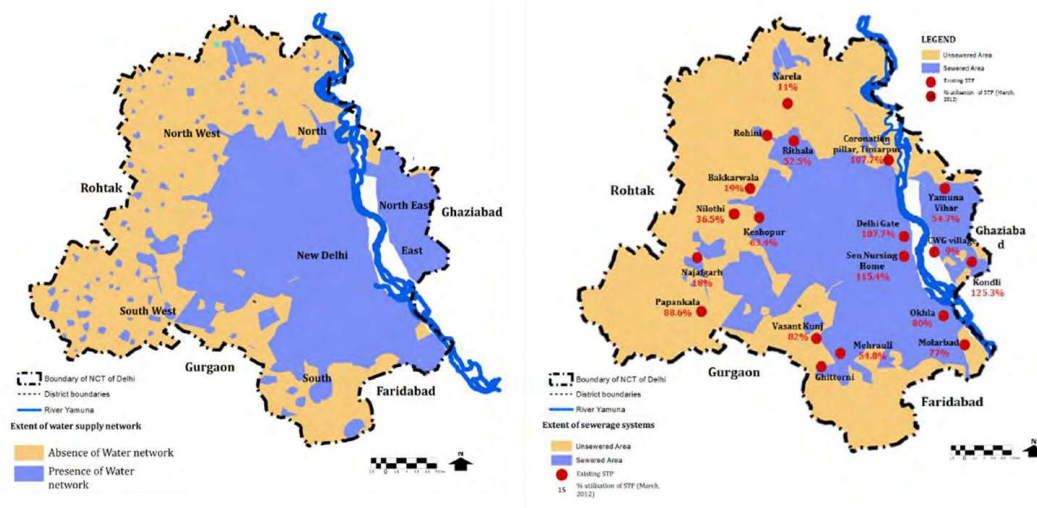 North West
North
Rohtak
North East
Ghaziabad
East
New Delhi
South West
Gurgaon
South
Faridabad
Boundary of NCT of Delhi
District boundaries
River Yamuna
Extent of water supply network
Absence of Water network
Presence of Water
network
N
LEGEND
Unsewered Area
Sewered Area
Existing STP
% utilisation of STP (March,
2012)
Narela
11%
Rohini
Rithala
52.5%
Coronation
pillar, Timarpur
107.7%
Bakkarwala
19%
Rohtak
Nilothi
36.5%
Keshopur
63.4%
Yamuna
Vihar
54.7%
Delhi Gate
107.7%
Ghaziaba
d
CWG village
9%
Sen Nursing
Home
115.4%
Najafgarh
18%
Kondli
125.3%
Papankala
88.6%
Okhla
80%
Vasant Kunj
82%
Mehrauli
54.8%
Molarbad
77%
Ghittorni
Gurgaon
Faridabad
Boundary of NCT of Delhi
District boundaries
River Yamuna
Extent of sewerage systems
Unsewered Area
Sewered Area
Existing STP
15 % utilisation of STP (March,
2012)
N